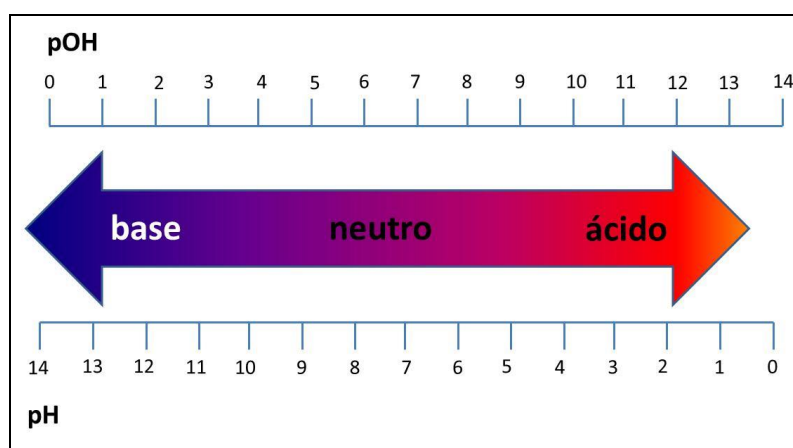 pOH
0 1 2 3 4 5 6 7 8 9 10 11 12 13 14
base neutro ácido
14 13 12 11 10 9 8 7 6 5 4 3 2 1 0
pH